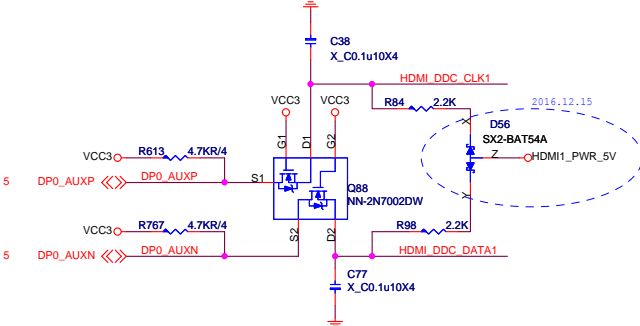 C38
X_C0.1u10X4
HDMI_DDC_CLK1
VCC3
VCC3
R84
2.2K
2016.12.15
G1
D1
G2
X
D56
SX2-BAT54A
VCC3
R613
4.7KR/4
Z
HDMI1_PWR_5V
5
DP0_AUXP
DP0_AUXP
S1
Q88
NN-2N7002DW
Y
VCC3
R767
4.7KR/4
S2
D2
R98
2.2K
5
DP0_AUXN
DP0_AUXN
HDMI_DDC_DATA1
C77
X_C0.1u10X4